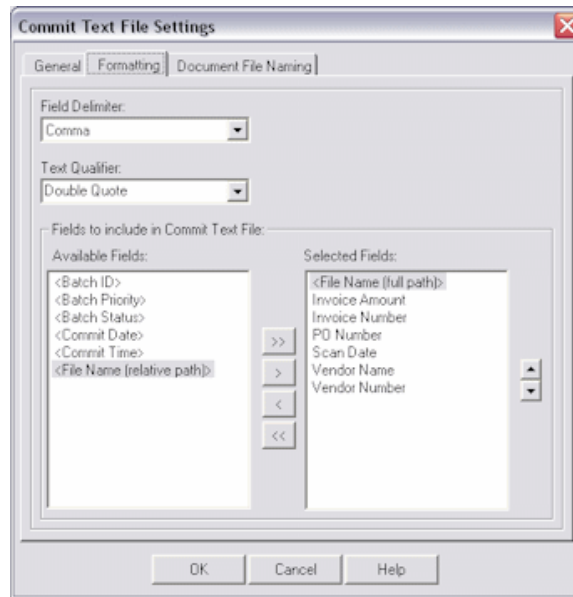 Commit Text File Settings
General Formatting Document File Naming
Field Delimiter:
Comma
Text Qualifier:
Double Quote
Fields to include in Commit Text File:
Available Fields:
<Batch ID>
<Batch Priority>
<Batch Status>
<Commit Date>
<Commit Time>
<File Name (relative path)>
>>
>
<
<<
Selected Fields:
<File Name (full path)>
Invoice Amount
Invoice Number
PO Number
Scan Date
Vendor Name
Vendor Number
OK Cancel Help